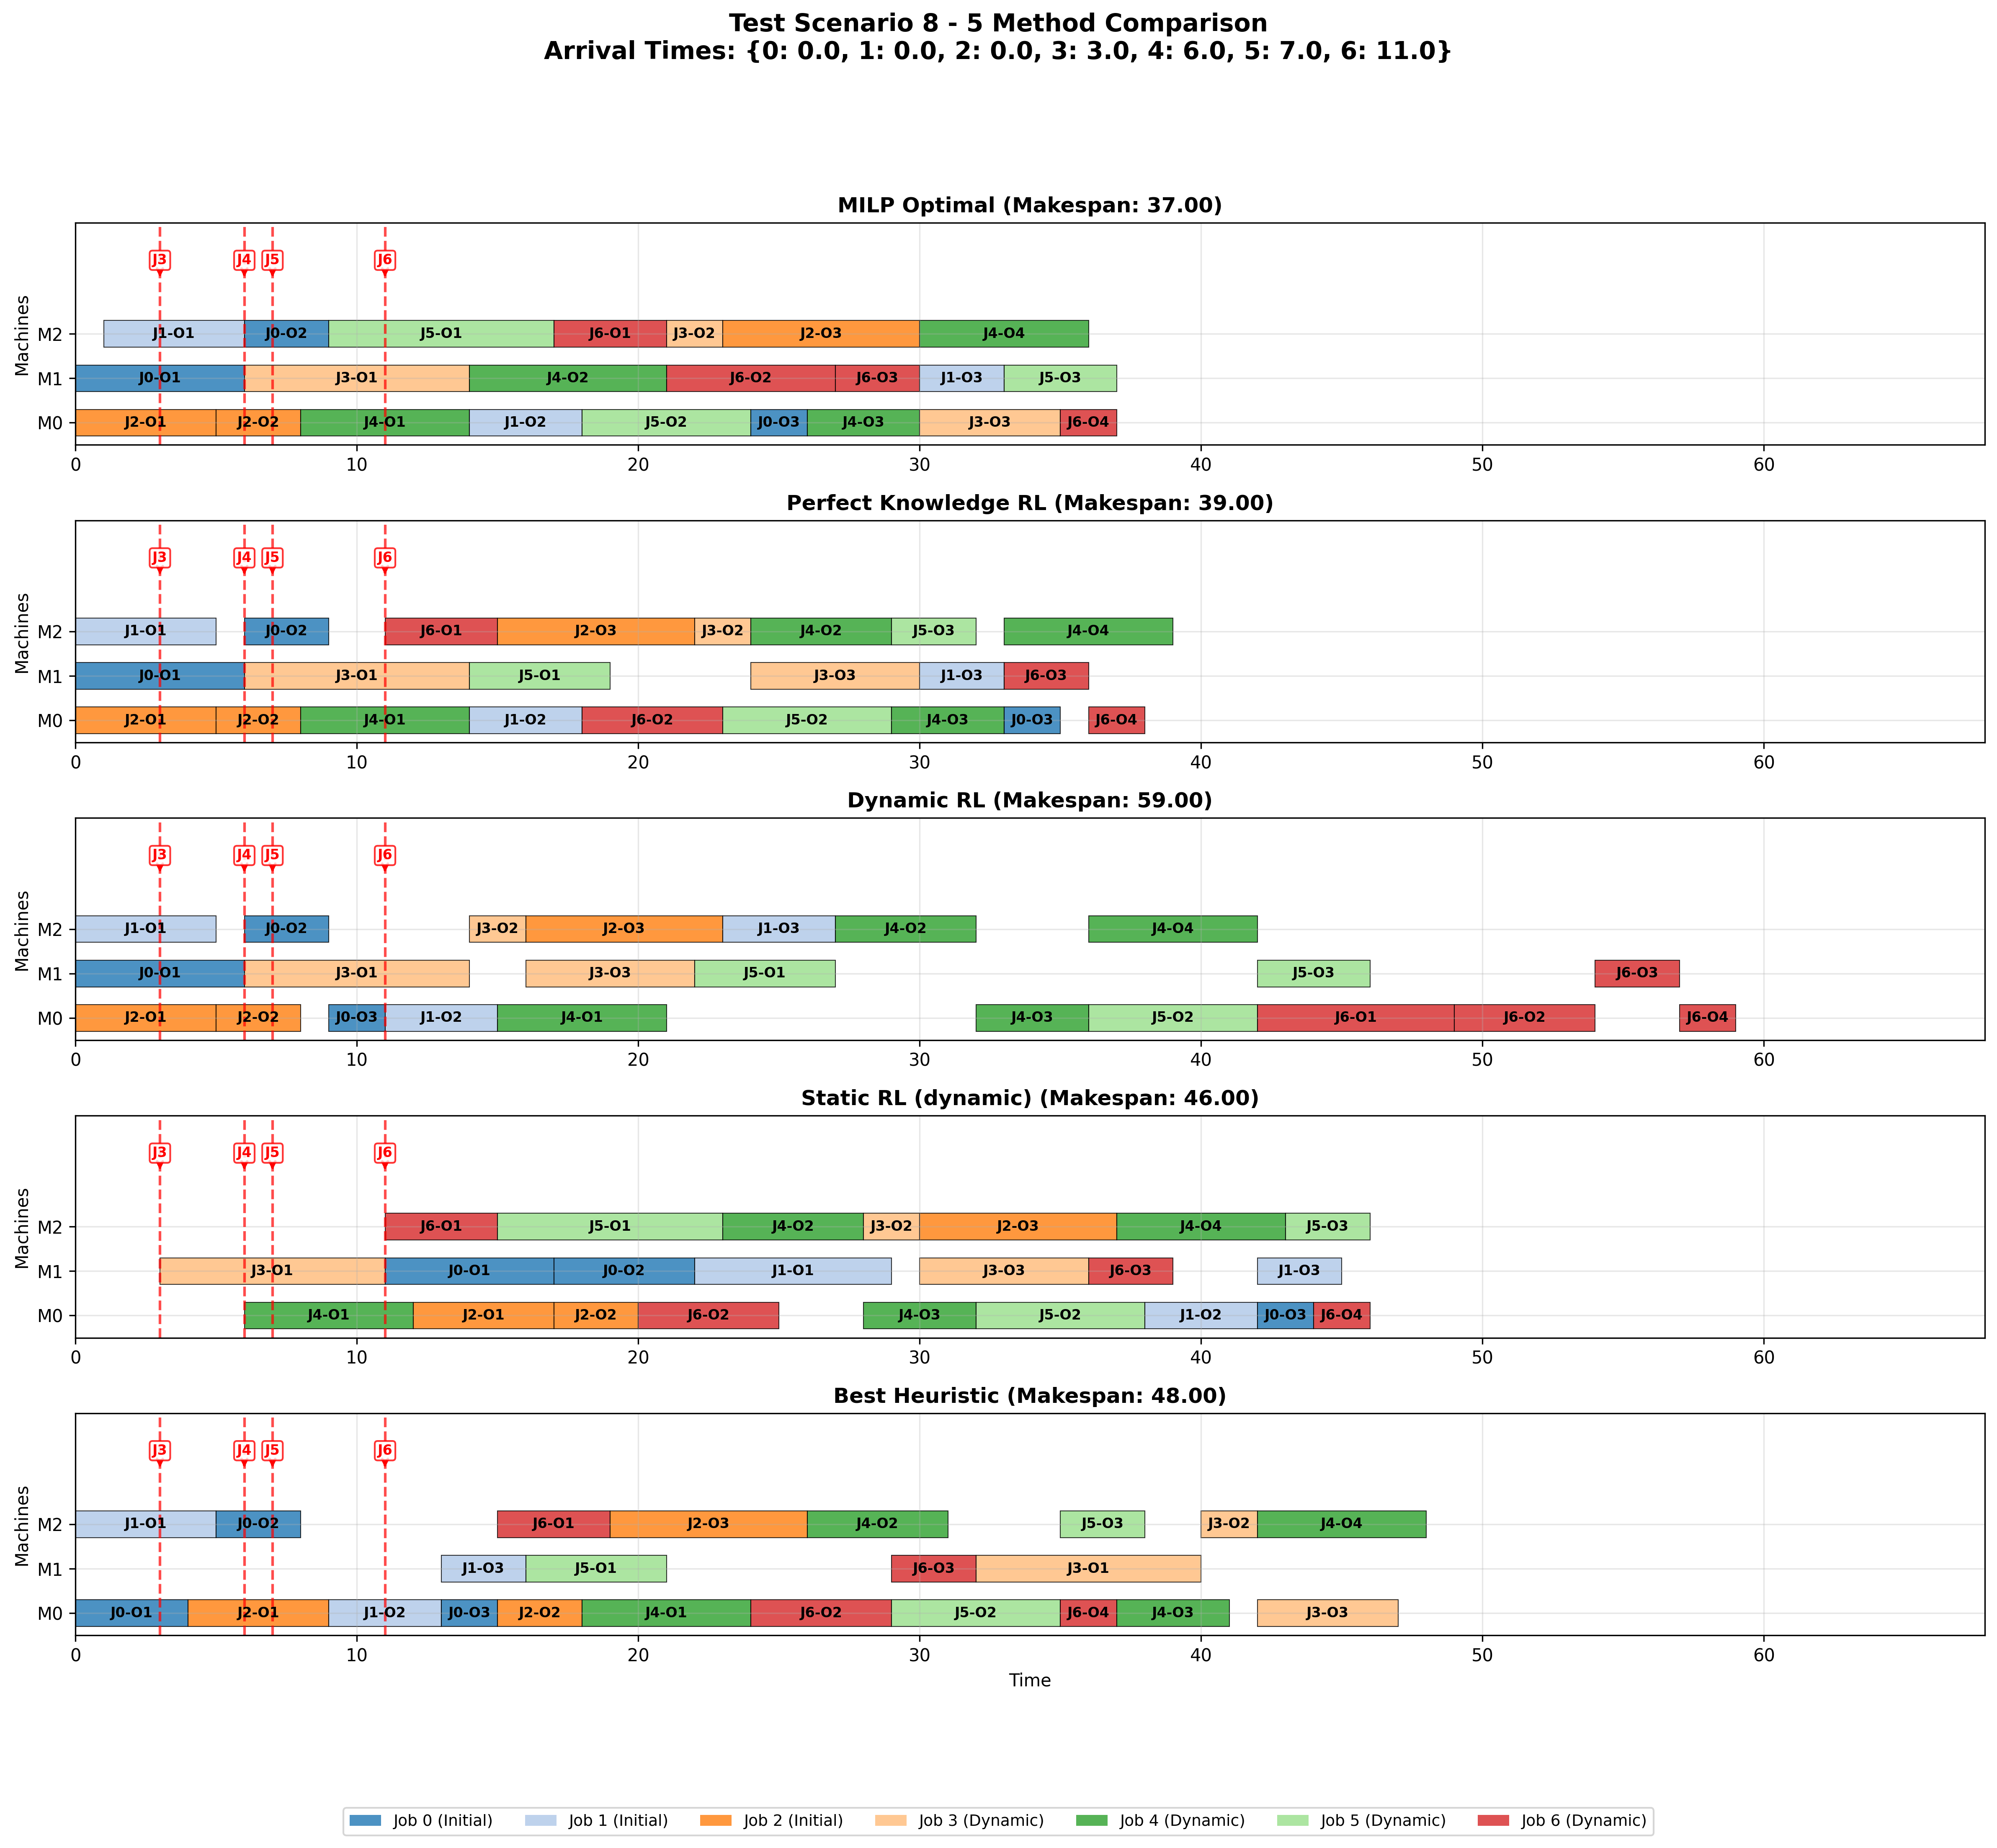 Test Scenario 8 - 5 Method Comparison
Arrival Times: {0: 0.0, 1: 0.0, 2: 0.0, 3: 3.0, 4: 6.0, 5: 7.0, 6: 11.0}
MILP Optimal (Makespan: 37.00)
J3 J4 J5 J6
Machines
M2 J1-O1 J0-O2 J5-O1 J6-O1 J3-O2 J2-O3 J4-O4
M1 J0-O1 J3-O1 J4-O2 J6-O2 J6-O3 J1-O3 J5-O3
M0 J2-O1 J2-O2 J4-O1 J1-O2 J5-O2 J0-O3 J4-O3 J3-O3 J6-O4
0 10 20 30 40 50 60
Perfect Knowledge RL (Makespan: 39.00)
J3 J4 J5 J6
Machines
M2 J1-O1 J0-O2 J6-O1 J2-O3 J3-O2 J4-O2 J5-O3 J4-O4
M1 J0-O1 J3-O1 J5-O1 J3-O3 J1-O3 J6-O3
M0 J2-O1 J2-O2 J4-O1 J1-O2 J6-O2 J5-O2 J4-O3 J0-O3 J6-O4
0 10 20 30 40 50 60
Dynamic RL (Makespan: 59.00)
J3 J4 J5 J6
Machines
M2 J1-O1 J0-O2 J3-O2 J2-O3 J1-O3 J4-O2 J4-O4
M1 J0-O1 J3-O1 J3-O3 J5-O1 J5-O3 J6-O3
M0 J2-O1 J2-O2 J0-O3 J1-O2 J4-O1 J4-O3 J5-O2 J6-O1 J6-O2 J6-O4
0 10 20 30 40 50 60
Static RL (dynamic) (Makespan: 46.00)
J3 J4 J5 J6
Machines
M2 J6-O1 J5-O1 J4-O2 J3-O2 J2-O3 J4-O4 J5-O3
M1 J3-O1 J0-O1 J0-O2 J1-O1 J3-O3 J6-O3 J1-O3
M0 J4-O1 J2-O1 J2-O2 J6-O2 J4-O3 J5-O2 J1-O2 J0-O3 J6-O4
0 10 20 30 40 50 60
Best Heuristic (Makespan: 48.00)
J3 J4 J5 J6
Machines
M2 J1-O1 J0-O2 J6-O1 J2-O3 J4-O2 J5-O3 J3-O2 J4-O4
M1 J1-O3 J5-O1 J6-O3 J3-O1
M0 J0-O1 J2-O1 J1-O2 J0-O3 J2-O2 J4-O1 J6-O2 J5-O2 J6-O4 J4-O3 J3-O3
0 10 20 30 40 50 60
Time
Job 0 (Initial) Job 1 (Initial) Job 2 (Initial) Job 3 (Dynamic) Job 4 (Dynamic) Job 5 (Dynamic) Job 6 (Dynamic)